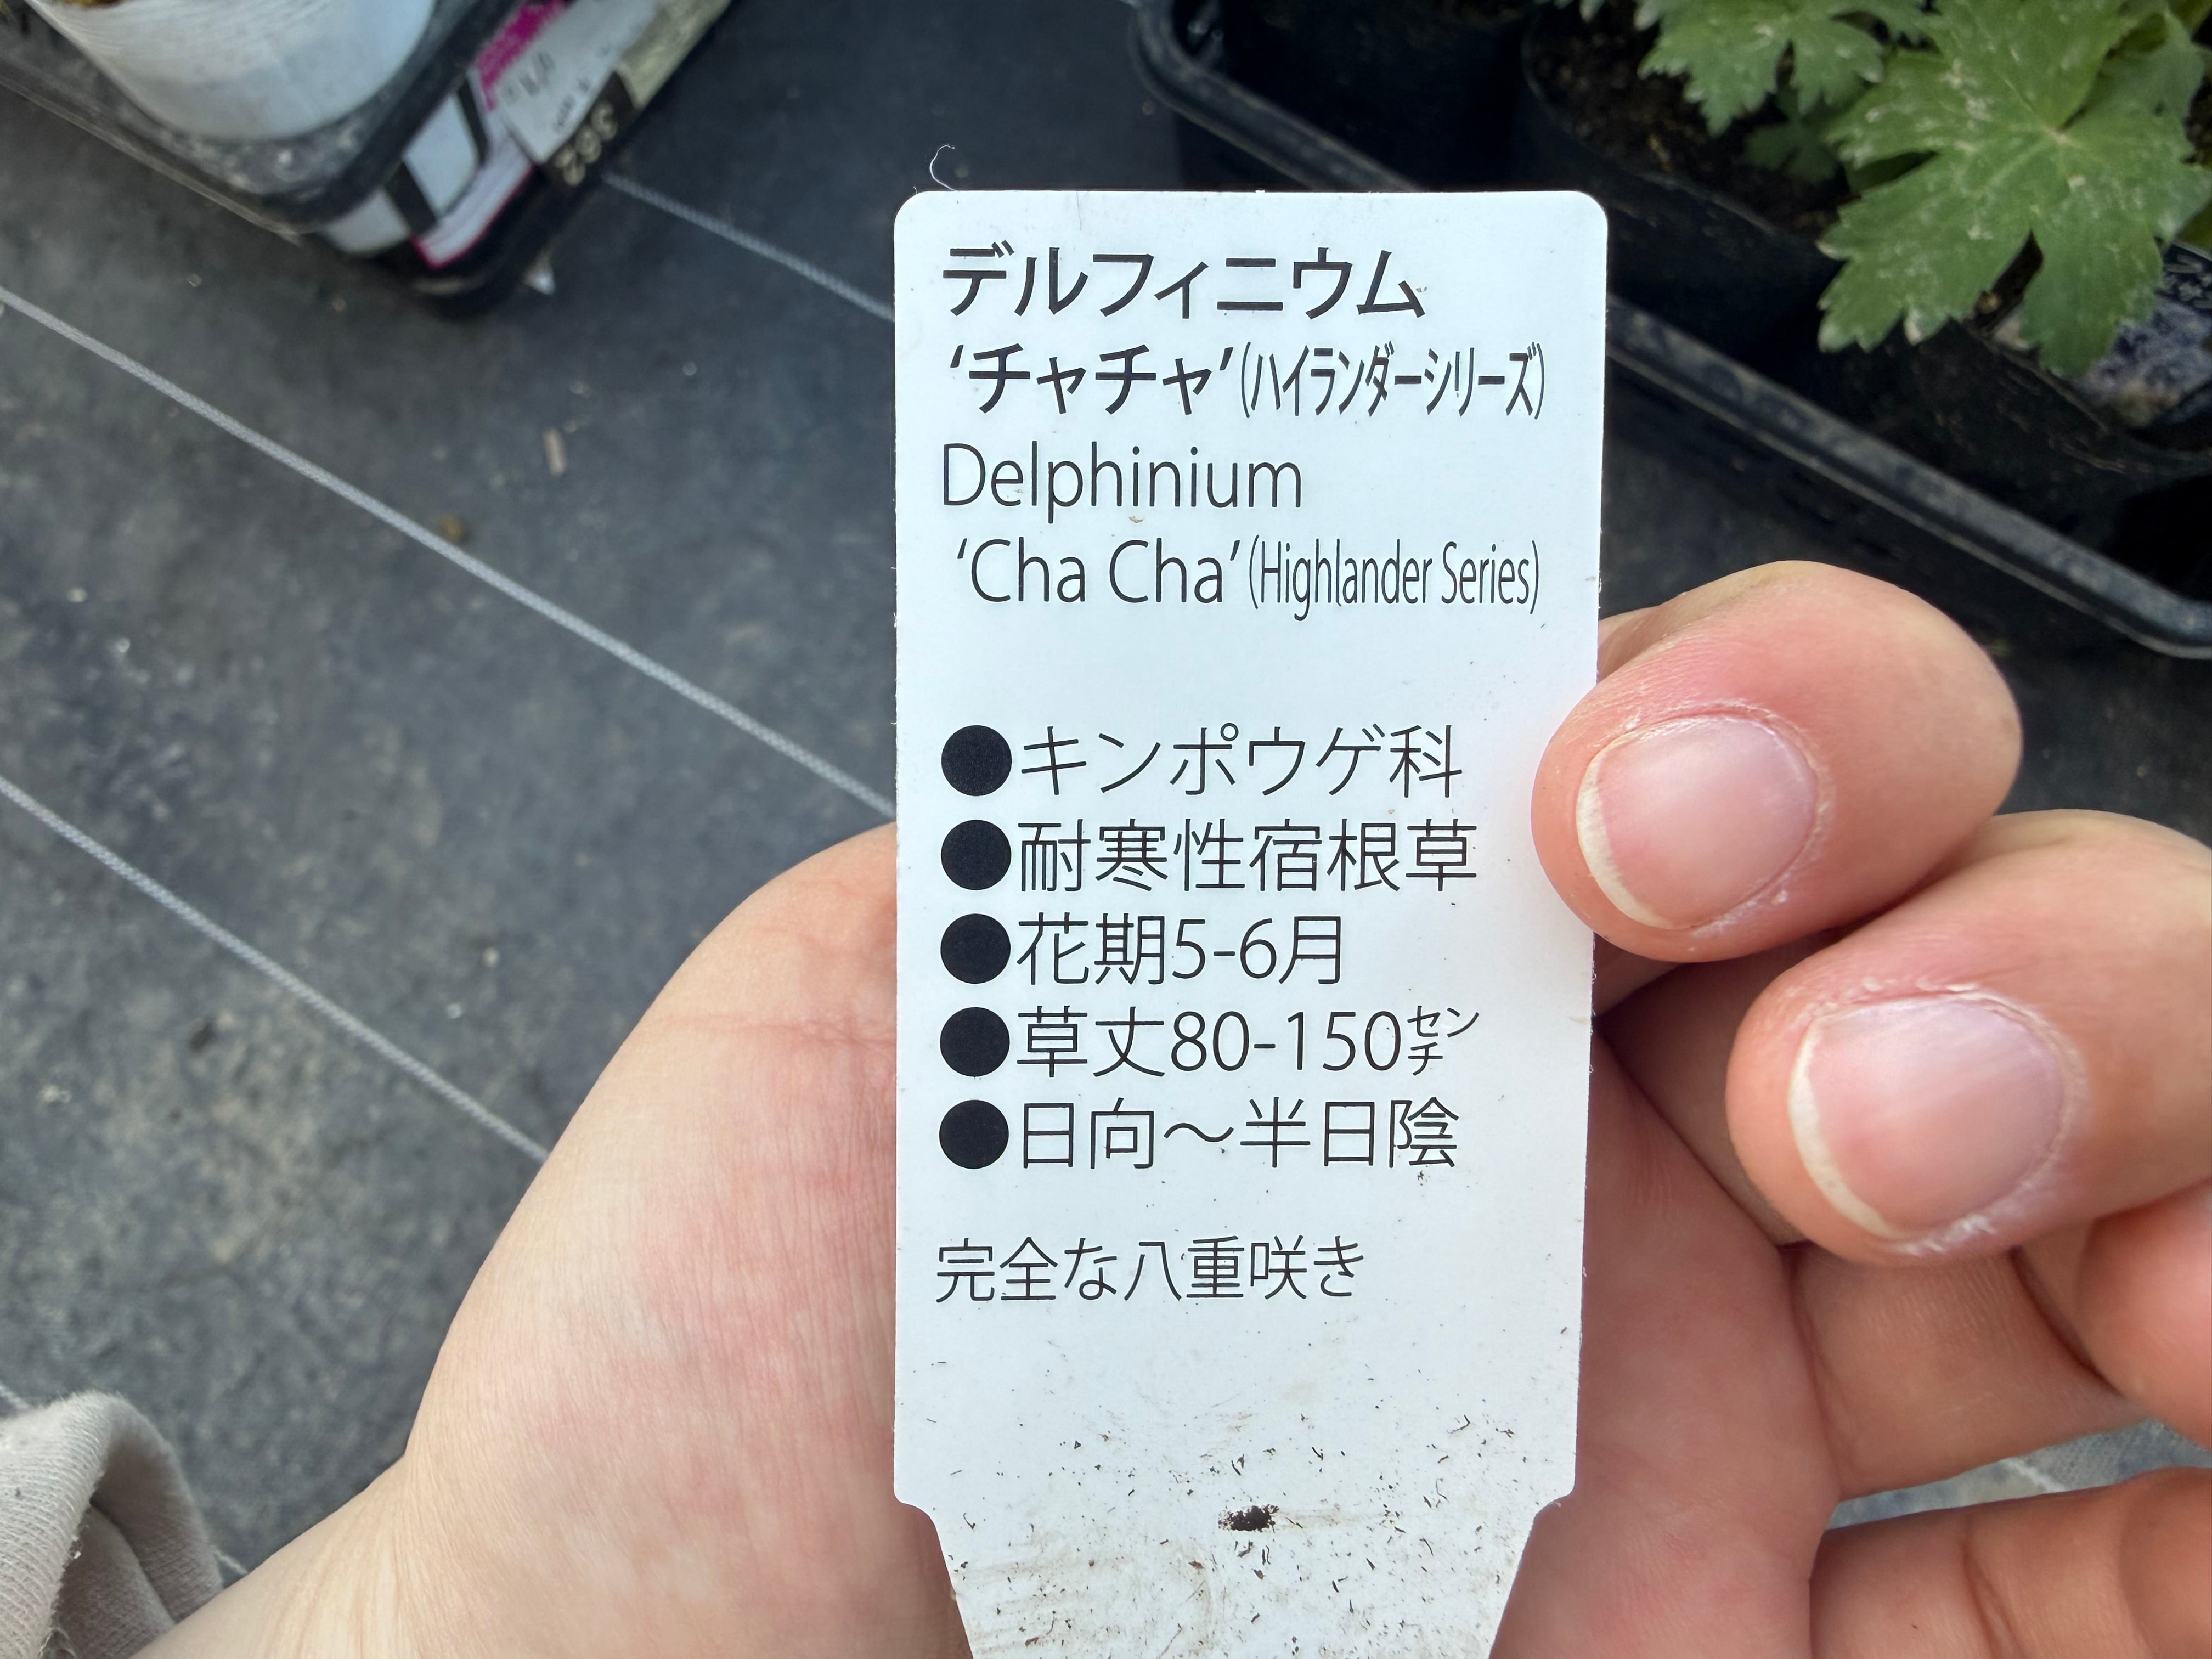 デルフィニウム
‘チャチャ’(ハイランダーシリーズ)
Delphinium
‘Cha Cha’(Highlander Series)
●キンポウゲ科
●耐寒性宿根草
●花期5-6月
●草丈80-150㌢
●日向～半日陰
完全な八重咲き